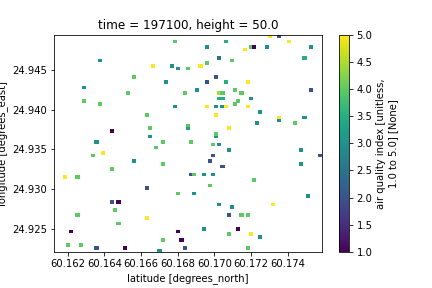 time = 197100, height = 50.0
24.945
24.940
24.935
24.930
24.925
longitude [degrees_east]
60.162 60.164 60.166 60.168 60.170 60.172 60.174
latitude [degrees_north]
5.0
4.5
4.0
3.5
3.0
2.5
2.0
1.5
1.0
air quality index [unitless,
1.0 to 5.0] [None]